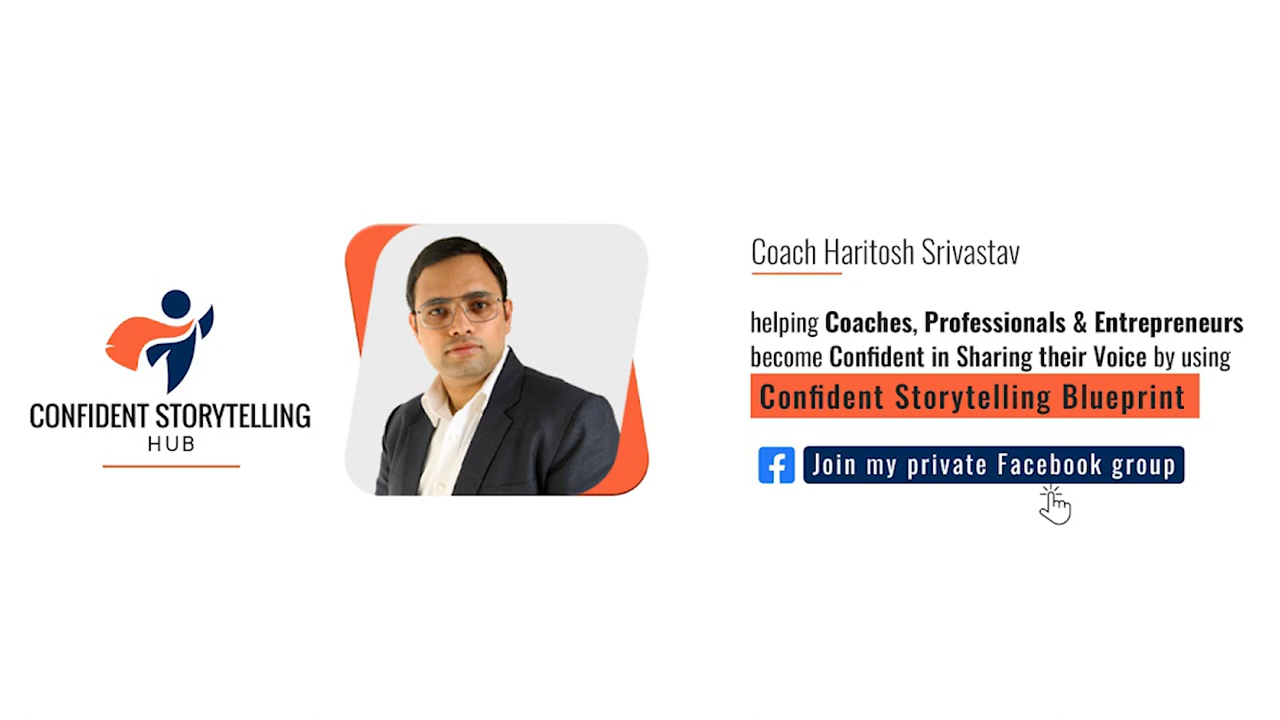 CONFIDENT STORYTELLING
HUB
Coach Haritosh Srivastav
helping Coaches, Professionals & Entrepreneurs
become Confident in Sharing their Voice by using
Confident Storytelling Blueprint
f Join my private Facebook group